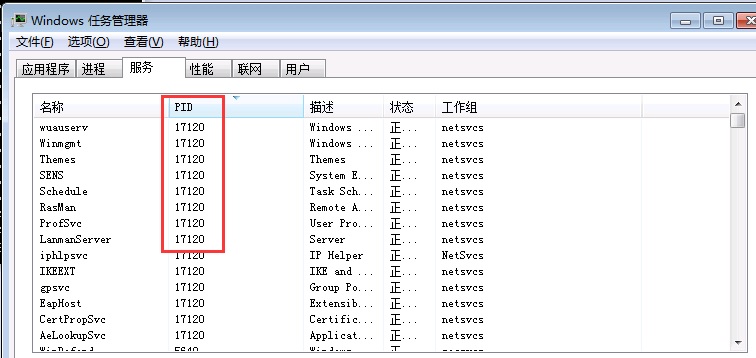 Windows 任务管理器
文件(F) 选项(O) 查看(V) 帮助(H)
应用程序 进程 服务 性能 联网 用户
名称 PID 描述 状态 工作组
wuauserv 17120 Windows ... 正... netsvcs
Winmgmt 17120 Windows ... 正... netsvcs
Themes 17120 Themes 正... netsvcs
SENS 17120 System E... 正... netsvcs
Schedule 17120 Task Sch... 正... netsvcs
RasMan 17120 Remote A... 正... netsvcs
ProfSvc 17120 User Pro... 正... netsvcs
LanmanServer 17120 Server 正... netsvcs
iphlpsvc 17120 IP Helper 正... NetSvcs
IKEEXT 17120 IKE and ... 正... netsvcs
gpsvc 17120 Group Po... 正... netsvcs
EapHost 17120 Extensib... 正... netsvcs
CertPropSvc 17120 Certific... 正... netsvcs
AeLookupSvc 17120 Applicat... 正... netsvcs